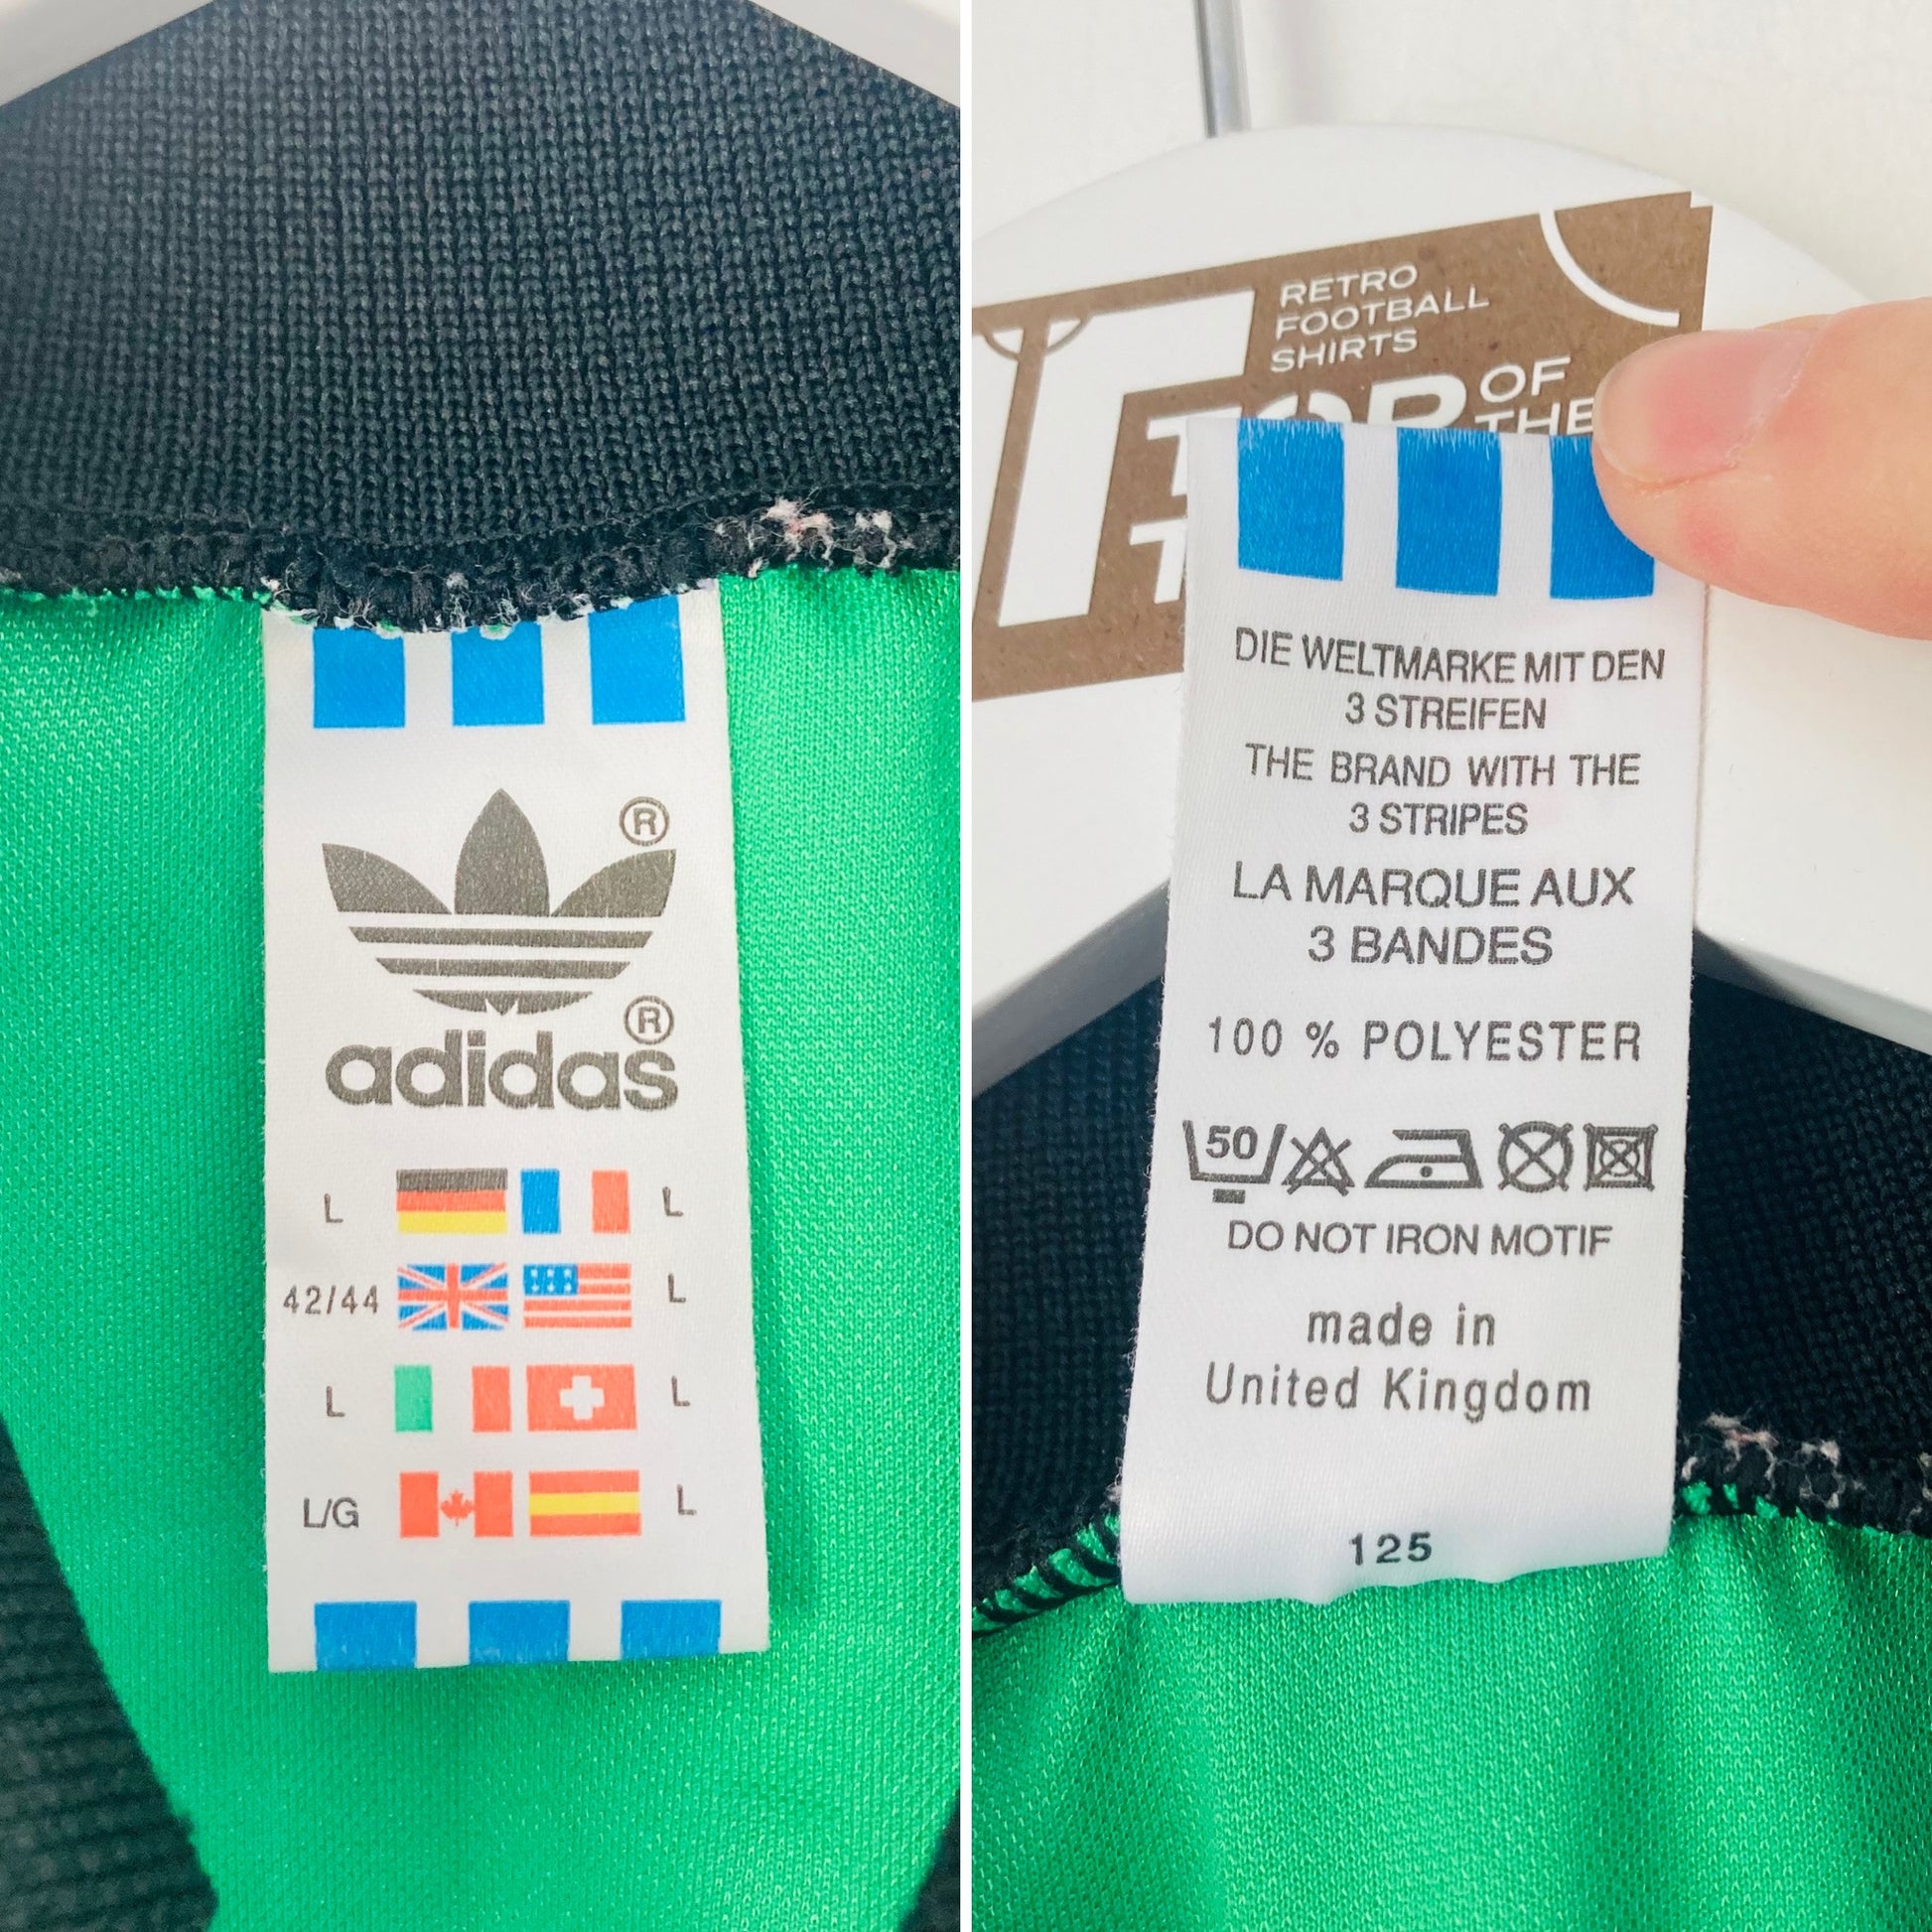 ®
®
adidas
L L
42/44 L
L L
L/G L
RETRO
FOOTBALL
SHIRTS
OF
THE
DIE WELTMARKE MIT DEN
3 STREIFEN
THE BRAND WITH THE
3 STRIPES
LA MARQUE AUX
3 BANDES
100 % POLYESTER
50
DO NOT IRON MOTIF
made in
United Kingdom
125